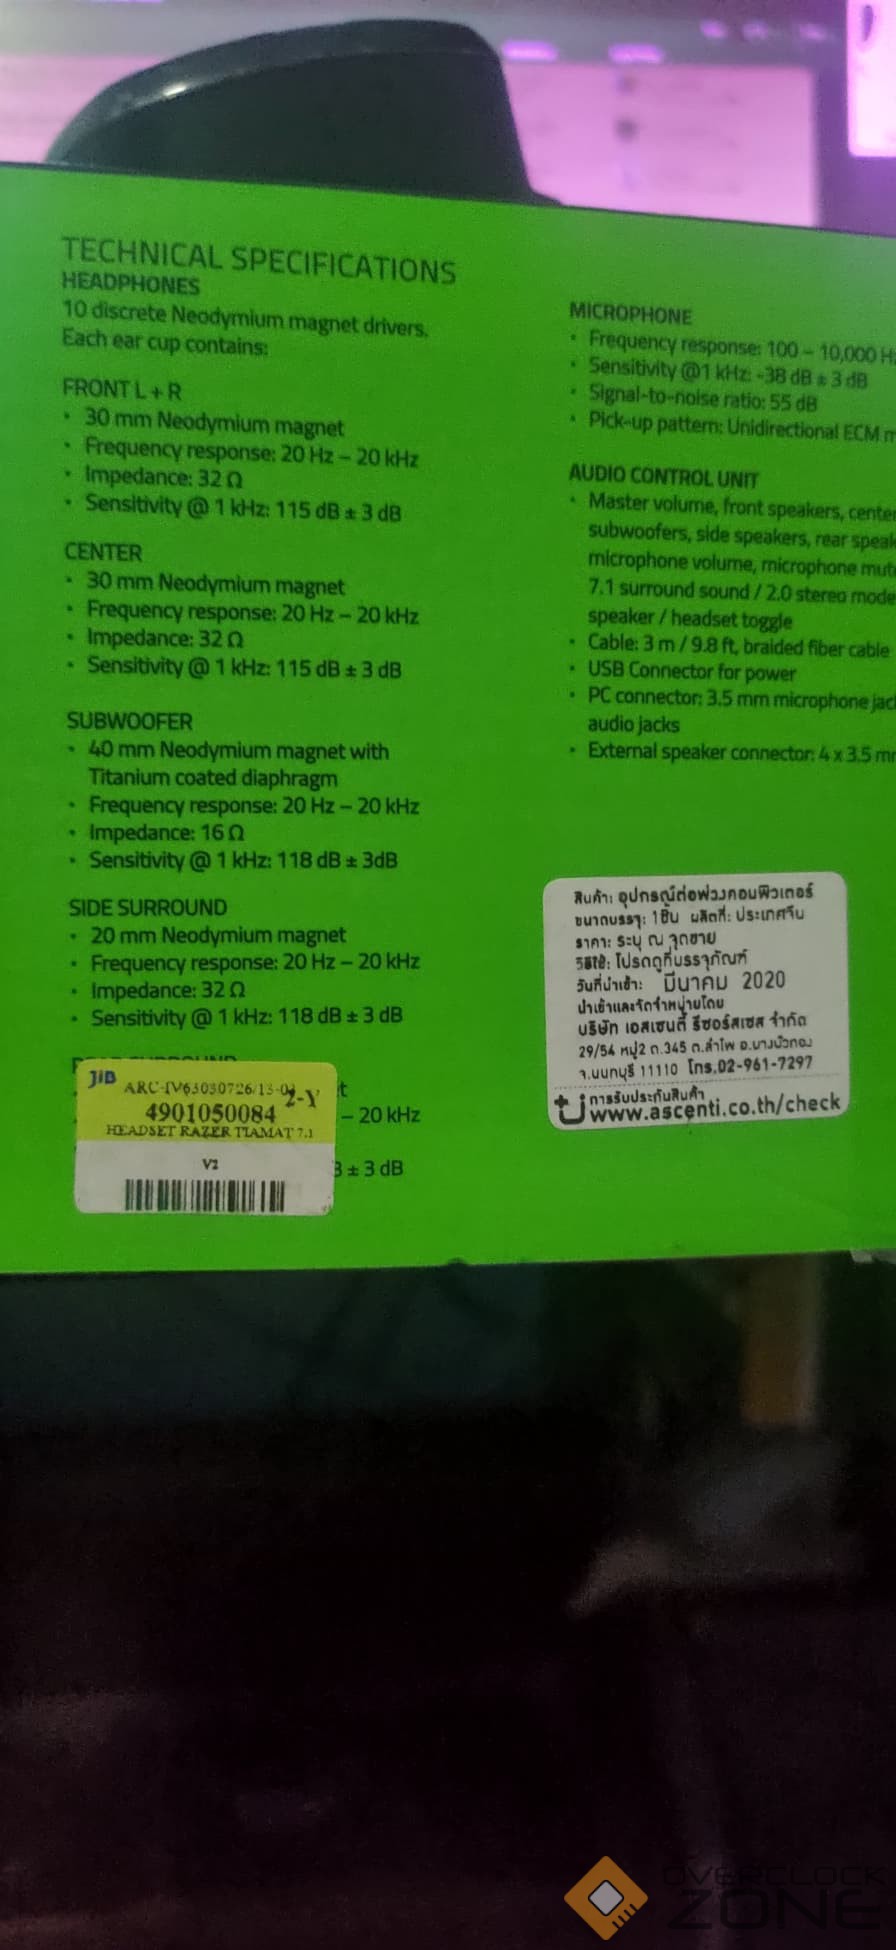 TECHNICAL SPECIFICATIONS
HEADPHONES
10 discrete Neodymium magnet drivers.
Each ear cup contains:
FRONT L + R
• 30 mm Neodymium magnet
• Frequency response: 20 Hz – 20 kHz
• Impedance: 32 Ω
• Sensitivity @ 1 kHz: 115 dB ± 3 dB
CENTER
• 30 mm Neodymium magnet
• Frequency response: 20 Hz – 20 kHz
• Impedance: 32 Ω
• Sensitivity @ 1 kHz: 115 dB ± 3 dB
SUBWOOFER
• 40 mm Neodymium magnet with
Titanium coated diaphragm
• Frequency response: 20 Hz – 20 kHz
• Impedance: 16 Ω
• Sensitivity @ 1 kHz: 118 dB ± 3dB
SIDE SURROUND
• 20 mm Neodymium magnet
• Frequency response: 20 Hz – 20 kHz
• Impedance: 32 Ω
• Sensitivity @ 1 kHz: 118 dB ± 3 dB
– 20 kHz
± 3 dB
JIB
2-Y
4901050084
HEADSET RAZER TIAMAT 7.1
V2
MICROPHONE
• Frequency response: 100 – 10,000 H
• Sensitivity @1 kHz: -38 dB ± 3 dB
• Signal-to-noise ratio: 55 dB
• Pick-up pattern: Unidirectional ECM
AUDIO CONTROL UNIT
• Master volume, front speakers, center
subwoofers, side speakers, rear speak
microphone volume, microphone mut
7.1 surround sound / 2.0 stereo mode
speaker / headset toggle
• Cable: 3 m / 9.8 ft, braided fiber cable
• USB Connector for power
• PC connector: 3.5 mm microphone jac
audio jacks
• External speaker connector: 4 x 3.5 m
สินค้า: อุปกรณ์ต่อพ่วงคอมพิวเตอร์
ขนาดบรรจุ: 1ชิ้น ผลิตที่: ประเทศจีน
ราคา: ระบุ ณ จุดขาย
วิธีใช้: โปรดดูที่บรรจุภัณฑ์
วันที่นำเข้า: มีนาคม 2020
นำเข้าและจัดจำหน่ายโดย
บริษัท เอสเซนตี้ รีซอร์สเซส จำกัด
29/54 หมู่2 ถ.345 ต.ลำโพ อ.บางบัวทอง
จ.นนทบุรี 11110 โทร.02-961-7297
การรับประกันสินค้า
www.ascenti.co.th/check
OVERCLOCK
ZONE